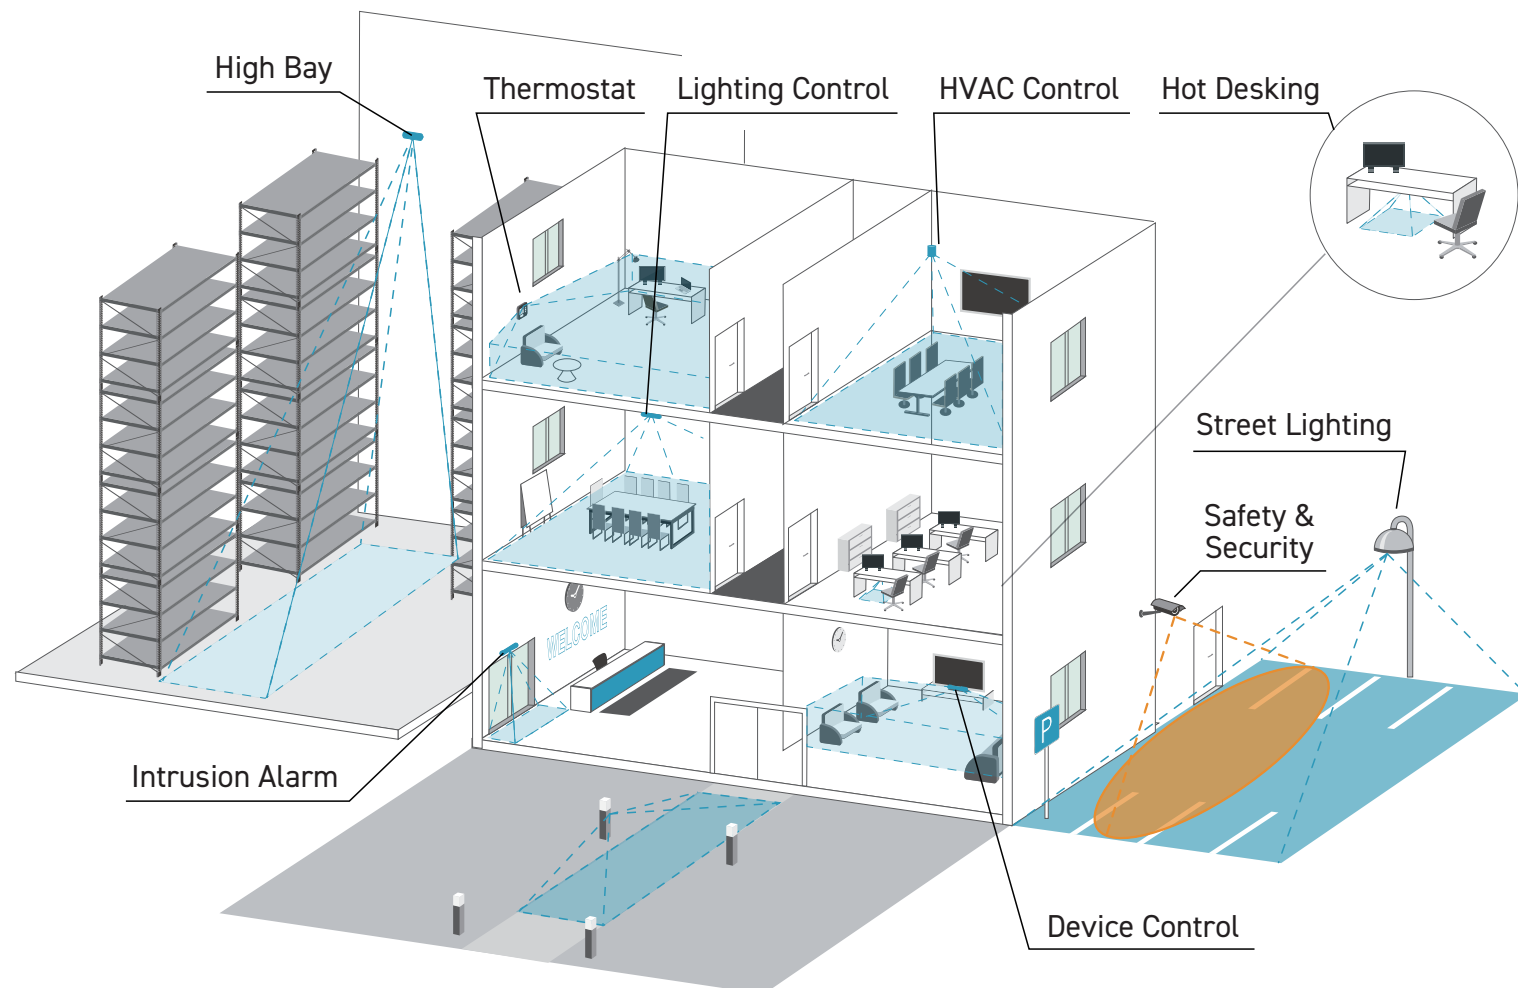 High Bay
Thermostat
Lighting Control
HVAC Control
Hot Desking
Street Lighting
Safety &
Security
WELCOME
P
Intrusion Alarm
Device Control